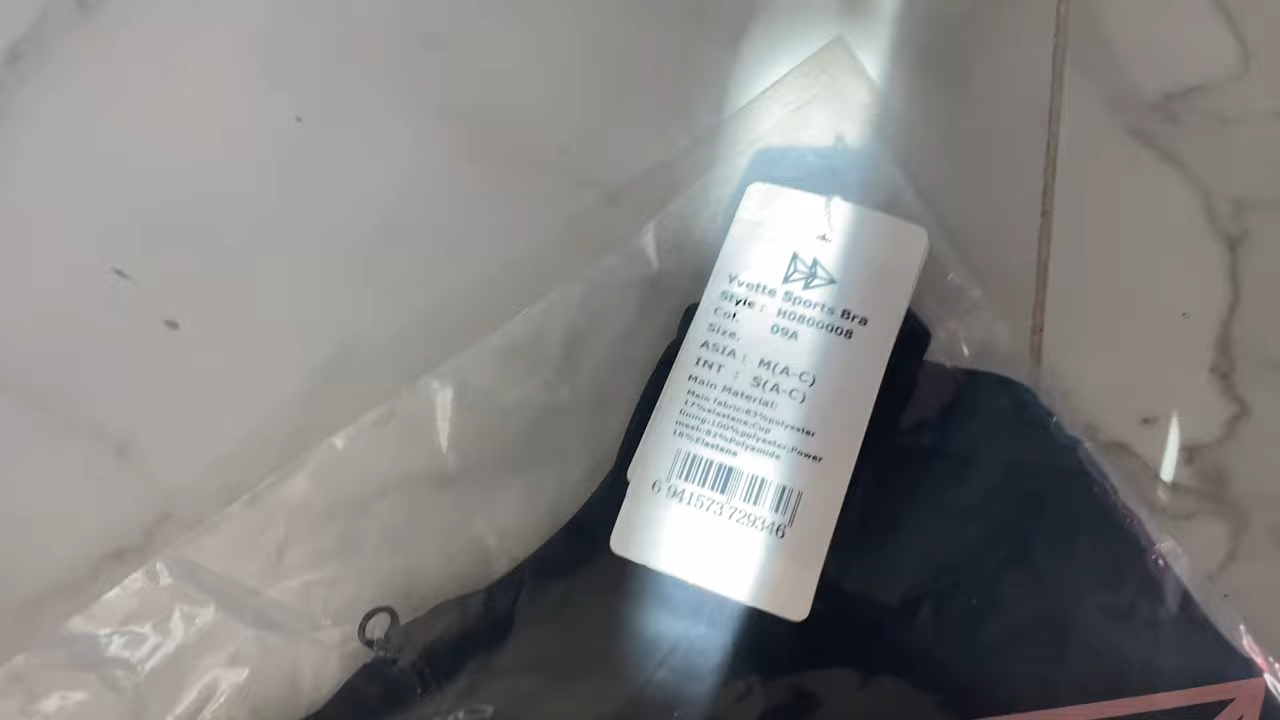 Yvette Sports Bra
Style: H0800008
Col. 09A
Size.
ASIA: M(A-C)
INT : S(A-C)
Main Material:
Main fabric:83%polyester
17%elastane;Cup
lining:100%polyester;Power
mesh:82%Polyamide
18%Elastane
6 941573 729346